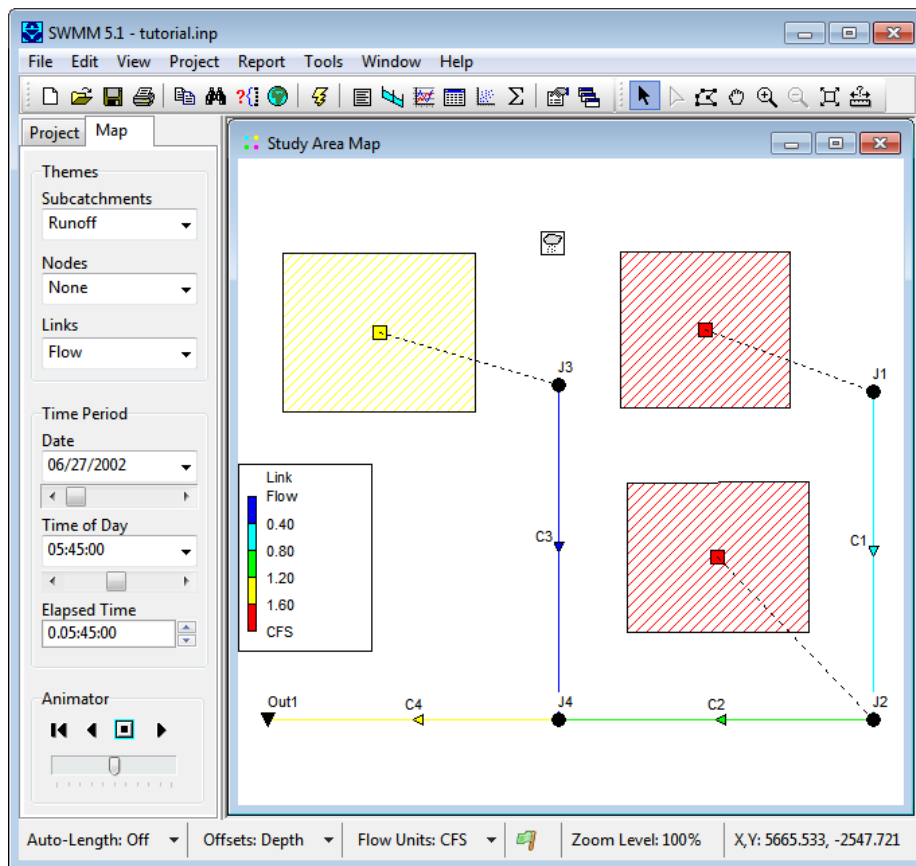 SWMM 5.1 - tutorial.inp
File Edit View Project Report Tools Window Help
?{}
Σ
Project Map
Themes
Subcatchments
Runoff
Nodes
None
Links
Flow
Time Period
Date
06/27/2002
Time of Day
05:45:00
Elapsed Time
0.05:45:00
Animator
Study Area Map
J3
J1
Link
Flow
0.40
0.80
1.20
1.60
CFS
C3
C1
Out1
C4
J4
C2
J2
Auto-Length: Off Offsets: Depth Flow Units: CFS Zoom Level: 100% X,Y: 5665.533, -2547.721